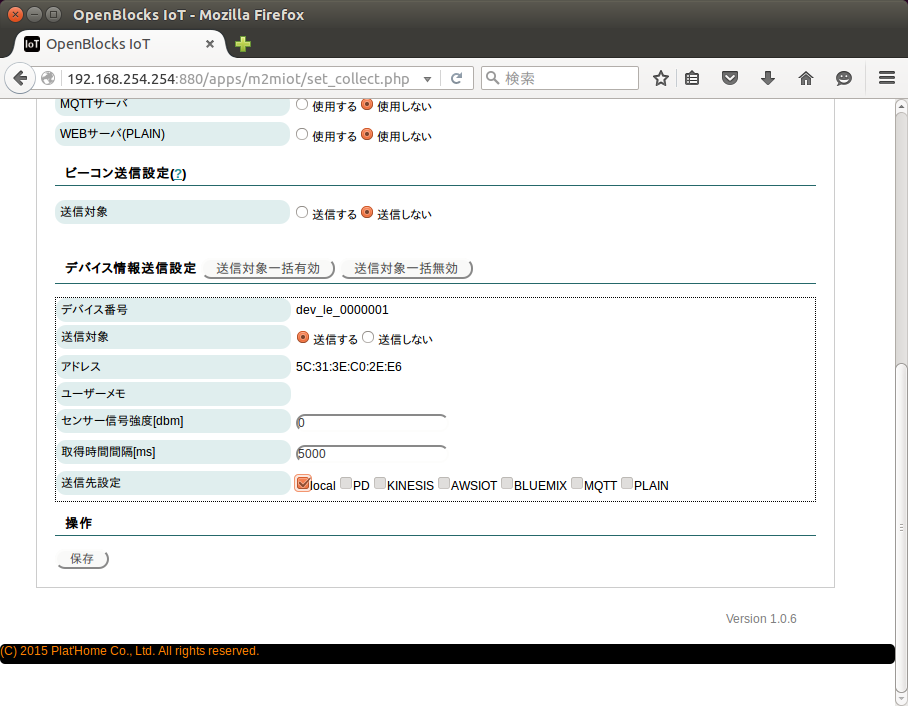 OpenBlocks IoT - Mozilla Firefox
IoT OpenBlocks IoT
192.168.254.254:880/apps/m2miot/set_collect.php 検索
MQTTサーバ 使用する 使用しない
WEBサーバ(PLAIN) 使用する 使用しない
ビーコン送信設定(?)
送信対象 送信する 送信しない
デバイス情報送信設定 送信対象一括有効 送信対象一括無効
デバイス番号 dev_le_0000001
送信対象 送信する 送信しない
アドレス 5C:31:3E:C0:2E:E6
ユーザーメモ
センサー信号強度[dbm] 0
取得時間間隔[ms] 5000
送信先設定 local PD KINESIS AWSIOT BLUEMIX MQTT PLAIN
操作
保存
Version 1.0.6
(C) 2015 Plat'Home Co., Ltd. All rights reserved.